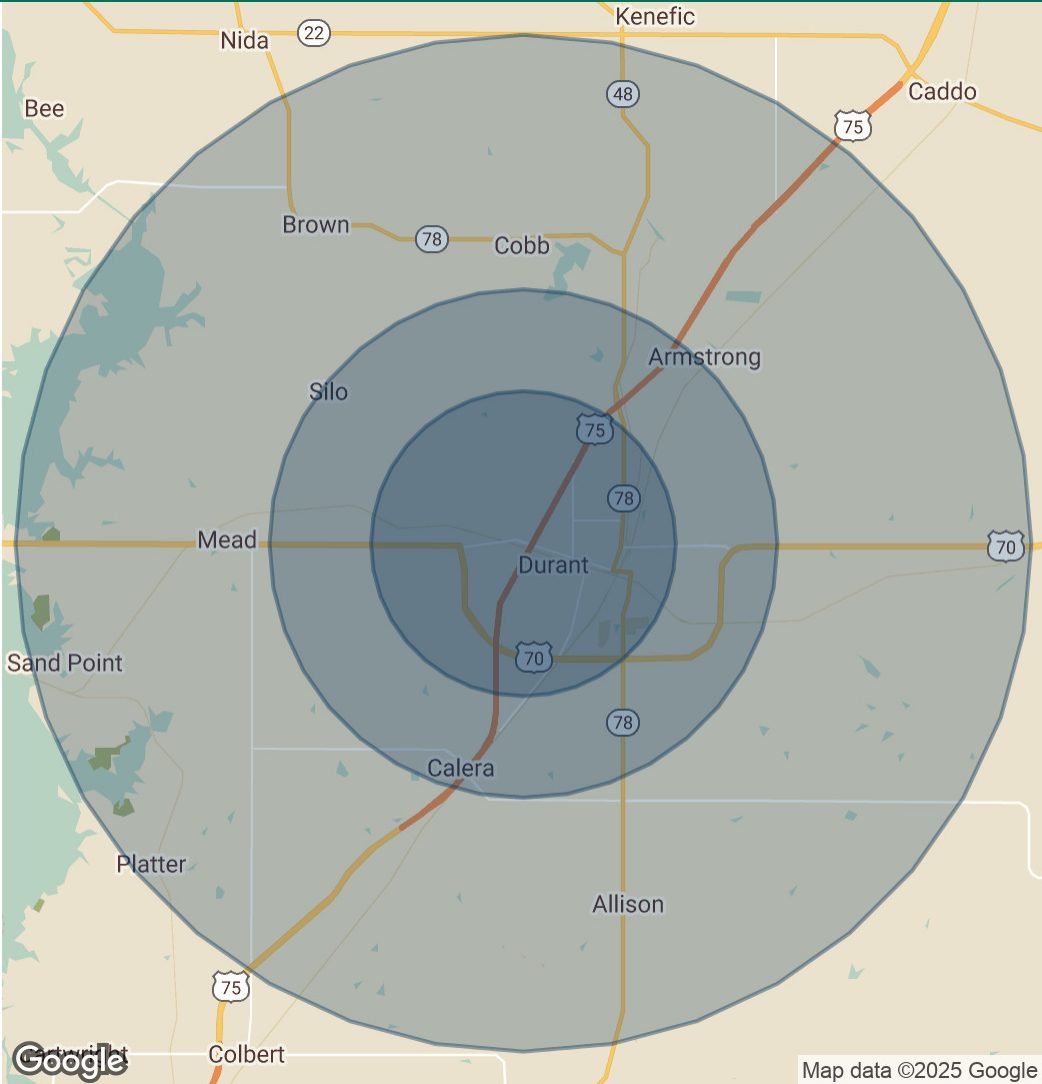 Kenefic
22
Nida
48
Caddo
Bee
75
Brown
78
Cobb
Armstrong
Silo
75
78
Mead
70
Durant
Sand Point
70
78
Calera
Platter
Allison
75
Cartwright
Colbert
Google
Map data ©2025 Google